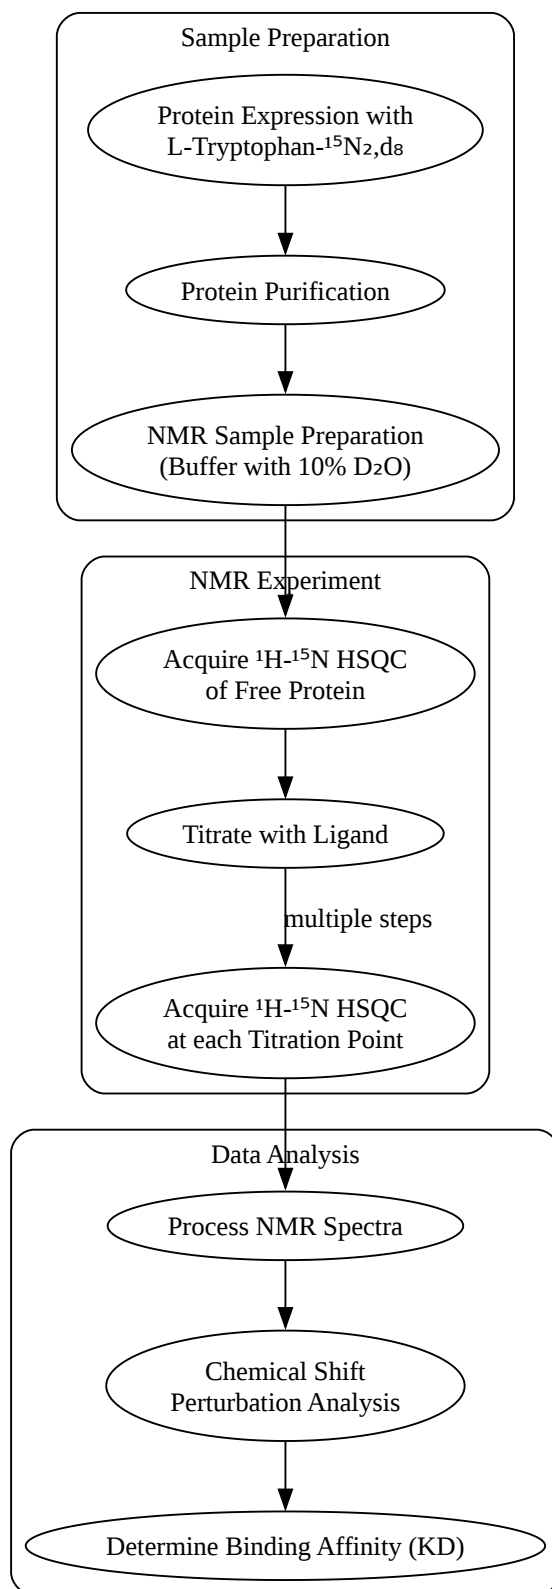 Sample Preparation
Protein Expression with
L-Tryptophan-¹⁵N₂,d₈
Protein Purification
NMR Sample Preparation
(Buffer with 10% D₂O)
NMR Experiment
Acquire ¹H-¹⁵N HSQC
of Free Protein
Titrate with Ligand
multiple steps
Acquire ¹H-¹⁵N HSQC
at each Titration Point
Data Analysis
Process NMR Spectra
Chemical Shift
Perturbation Analysis
Determine Binding Affinity (KD)